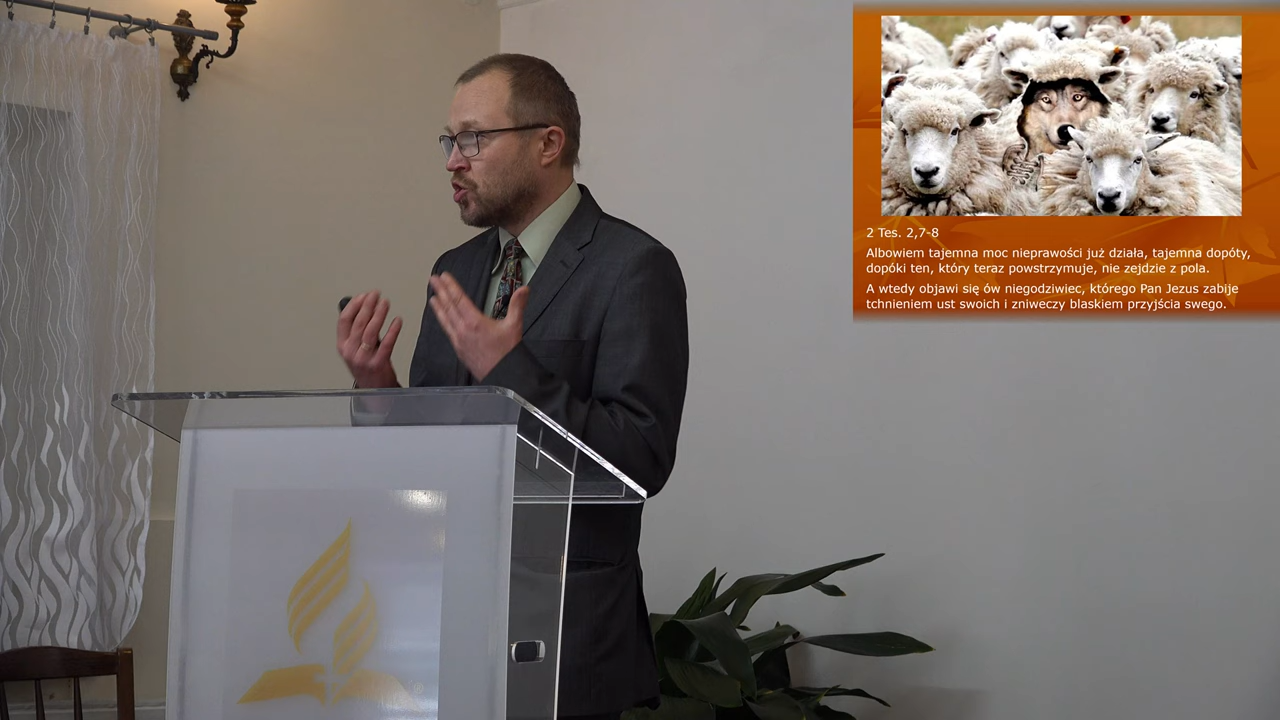 2 Tes. 2,7-8
Albowiem tajemna moc nieprawości już działa, tajemna dopóty,
dopóki ten, który teraz powstrzymuje, nie zejdzie z pola.
A wtedy objawi się ów niegodziwiec, którego Pan Jezus zabije
tchnieniem ust swoich i zniweczy blaskiem przyjścia swego.